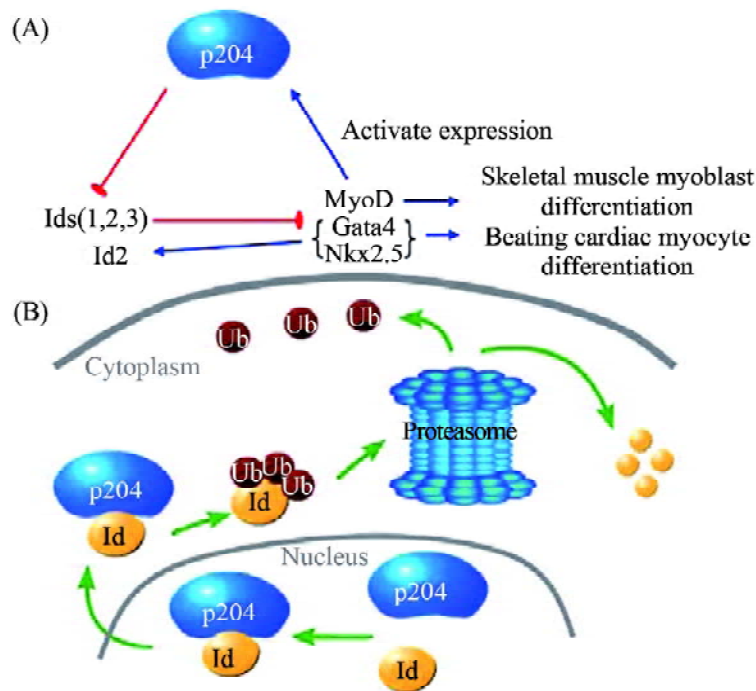 (A)
p204
Activate expression
Ids(1,2,3)
Id2
MyoD
{Gata4
Nkx2,5}
Skeletal muscle myoblast
differcntiation
Beating cardiac myocyte
differentiation
(B)
Cytoplasm
Ub
Ub
Ub
Proteasome
p204
Id
Ub
Ub
Ub
Id
Nucleus
p204
Id
p204
Id